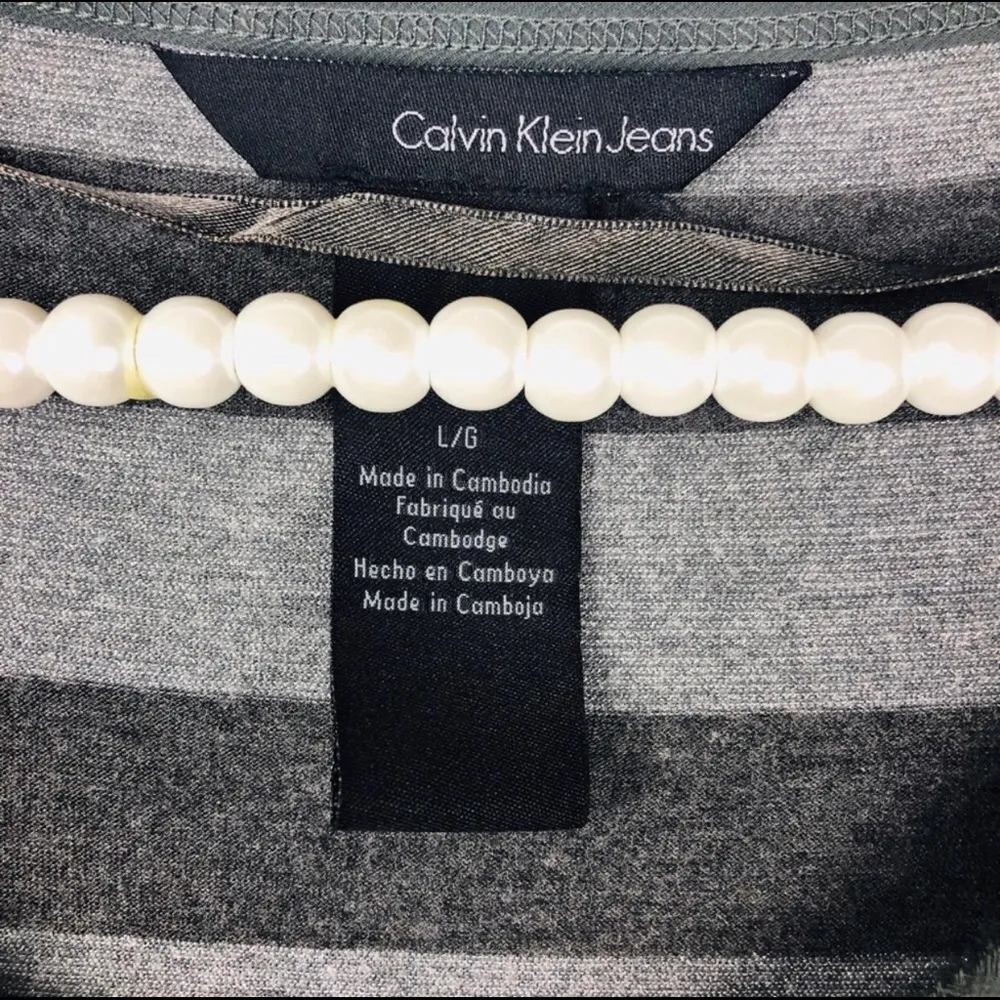 Calvin Klein Jeans
L/G
Made in Cambodia
Fabriqué au
Cambodge
Hecho en Camboya
Made in Camboja